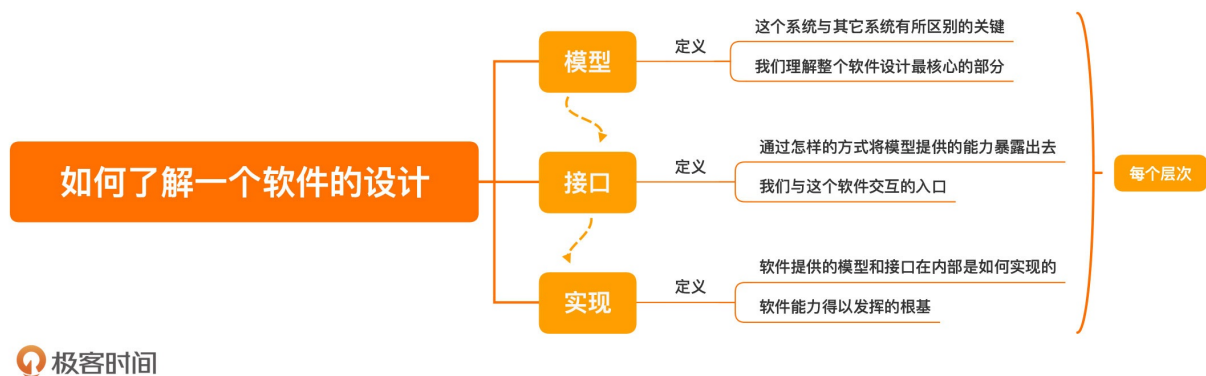 如何了解一个软件的设计
模型
定义
这个系统与其它系统有所区别的关键
我们理解整个软件设计最核心的部分
接口
定义
通过怎样的方式将模型提供的能力暴露出去
我们与这个软件交互的入口
实现
定义
软件提供的模型和接口在内部是如何实现的
软件能力得以发挥的根基
每个层次
极客时间